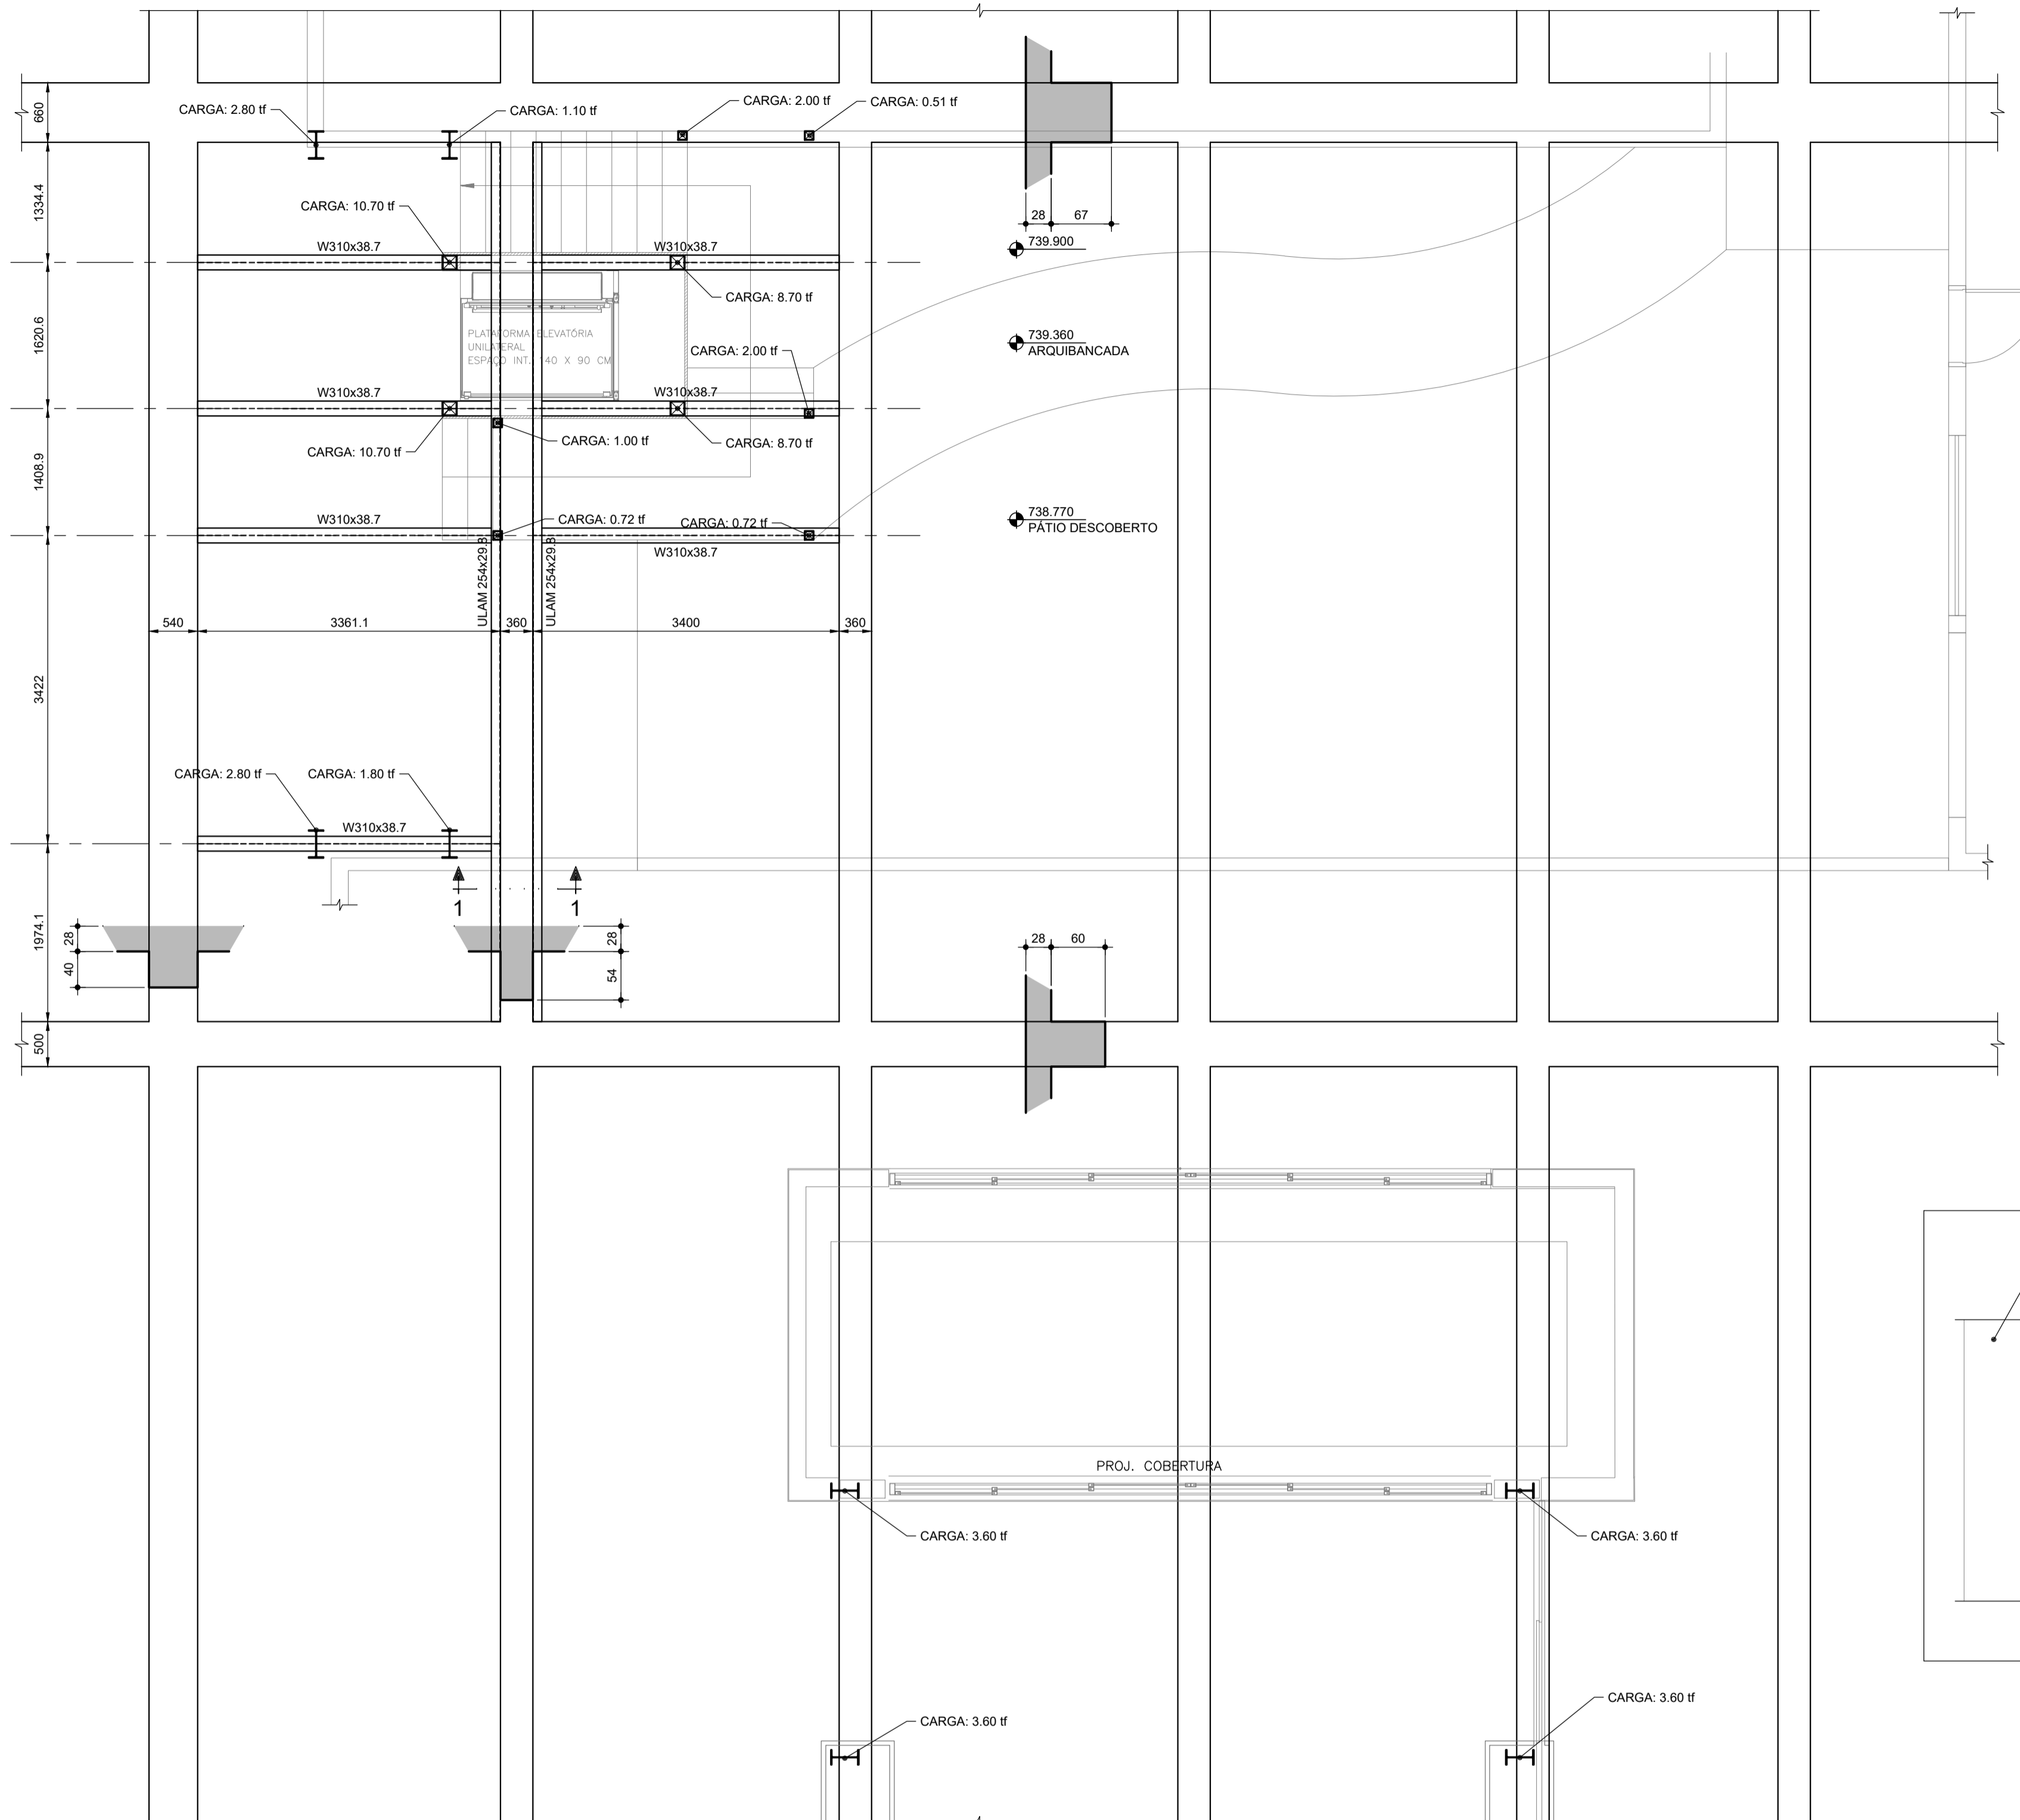 CARGA: 2.80 tf
CARGA: 1.10 tf
CARGA: 2.00 tf
CARGA: 0.51 tf
660
1334.4
CARGA: 10.70 tf
28
67
W310x38.7
W310x38.7
739.900
CARGA: 8.70 tf
1620.6
PLATAFORMA ELEVATÓRIA
UNILATERAL
ESPAÇO INT. 140 X 90 CM
739.360
ARQUIBANCADA
CARGA: 2.00 tf
W310x38.7
W310x38.7
CARGA: 1.00 tf
CARGA: 8.70 tf
CARGA: 10.70 tf
1408.9
W310x38.7
CARGA: 0.72 tf
CARGA: 0.72 tf
738.770
PÁTIO DESCOBERTO
W310x38.7
ULAM 254x29.8
ULAM 254x29.8
540
3361.1
360
3400
360
3422
CARGA: 2.80 tf
CARGA: 1.80 tf
W310x38.7
1
1
1974.1
28
40
28
54
28
60
500
PROJ. COBERTURA
CARGA: 3.60 tf
CARGA: 3.60 tf
CARGA: 3.60 tf
CARGA: 3.60 tf